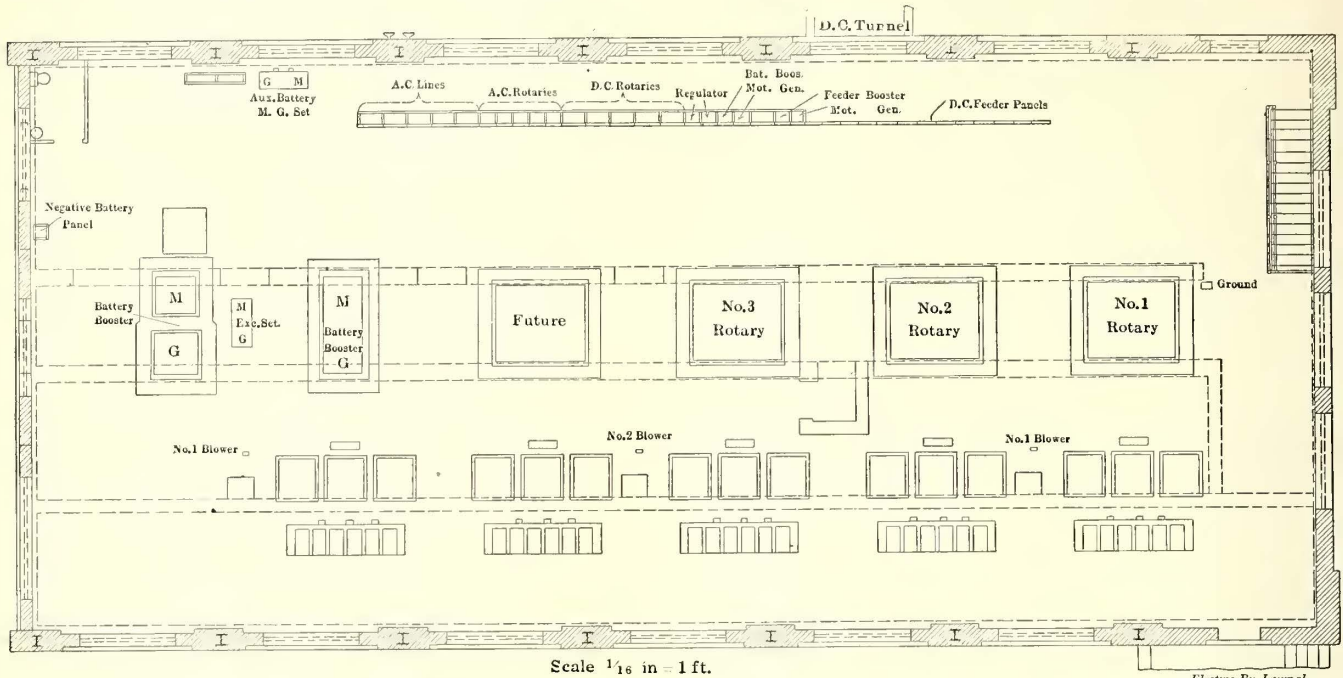 D.C. Tunnel
G M
Aux. Battery
M. G. Set
A.C. Lines
A.C. Rotaries
D.C. Rotaries
Regulator
Bat. Boos.
Mot. Gen.
Feeder Booster
Mot. Gen.
D.C. Feeder Panels
Negative Battery
Panel
Battery
Booster
M
G
M
Exc. Set.
G
M
Battery
Booster
G
Future
No.3
Rotary
No.2
Rotary
No.1
Rotary
Ground
No.1 Blower
No.2 Blower
No.1 Blower
Scale 1/16 in = 1 ft.
Ry. Journal